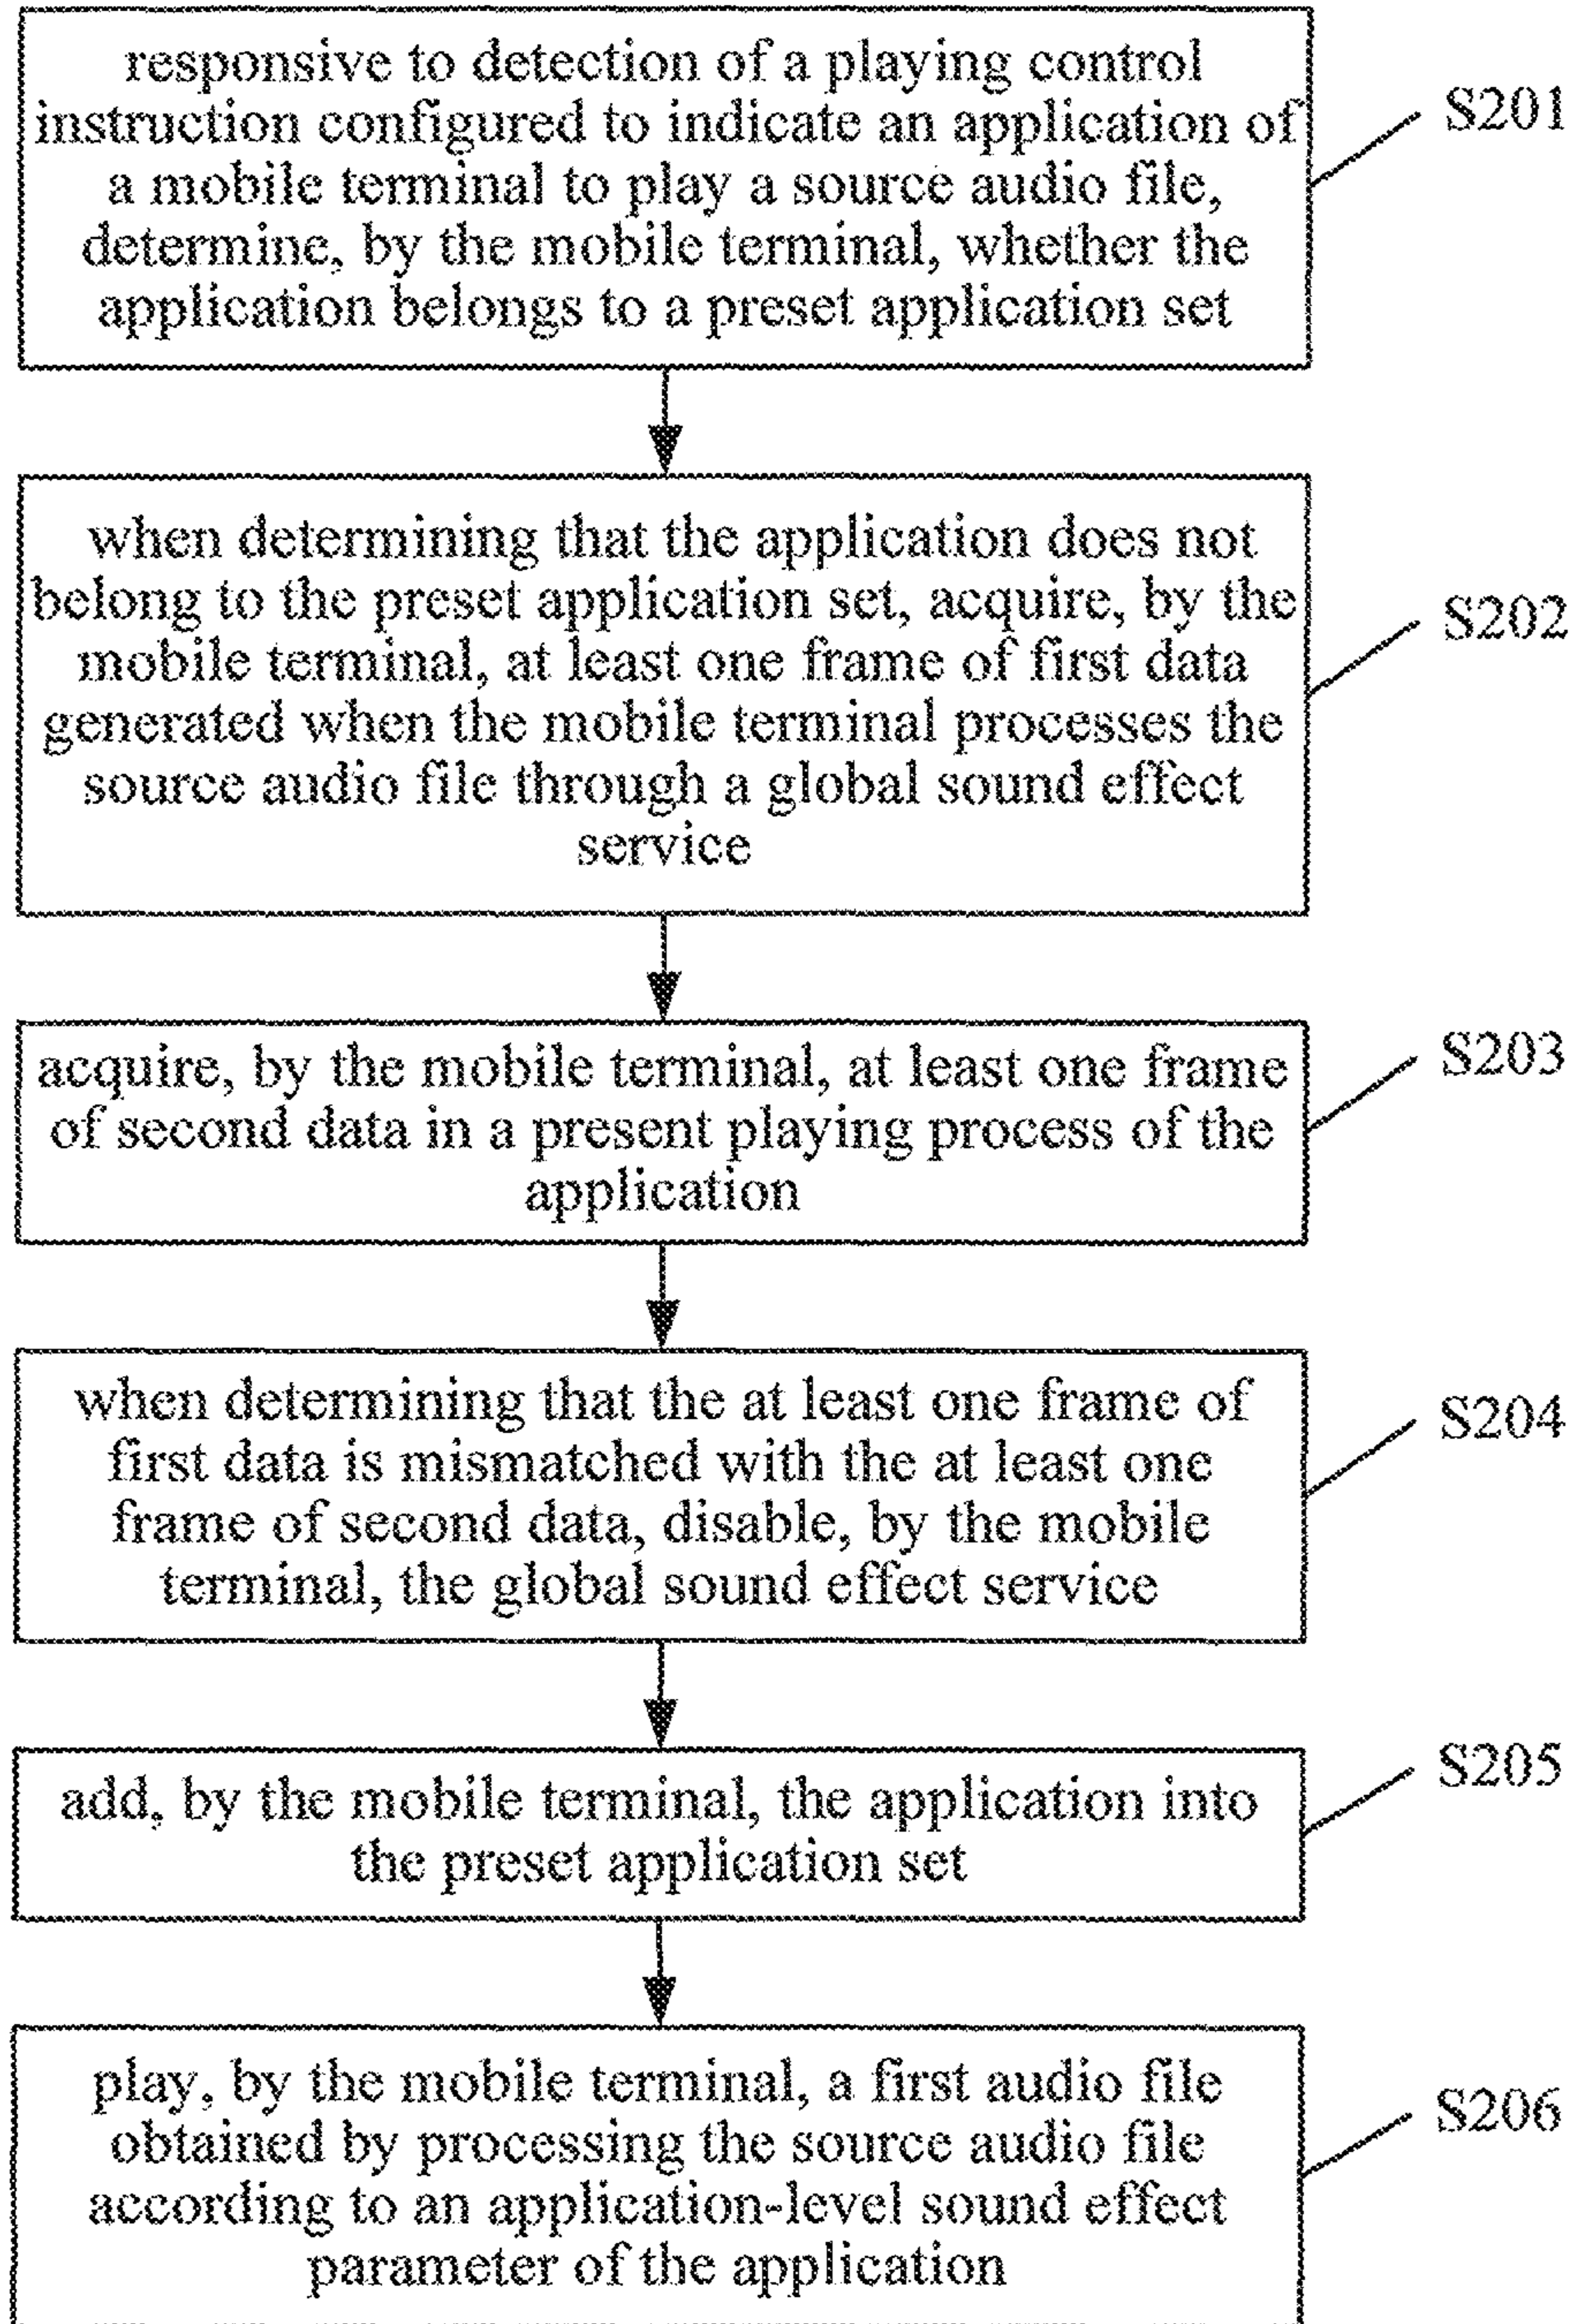 responsive to detection of a playing control
instruction configured to indicate an application of
a mobile terminal to play a source audio file,
determine, by the mobile terminal, whether the
application belongs to a preset application set
S201
when determining that the application does not
belong to the preset application set, acquire, by the
mobile terminal, at least one frame of first data
generated when the mobile terminal processes the
source audio file through a global sound effect
service
S202
acquire, by the mobile terminal, at least one frame
of second data in a present playing process of the
application
S203
when determining that the at least one frame of
first data is mismatched with the at least one
frame of second data, disable, by the mobile
terminal, the global sound effect service
S204
add, by the mobile terminal, the application into
the preset application set
S205
play, by the mobile terminal, a first audio file
obtained by processing the source audio file
according to an application-level sound effect
parameter of the application
S206